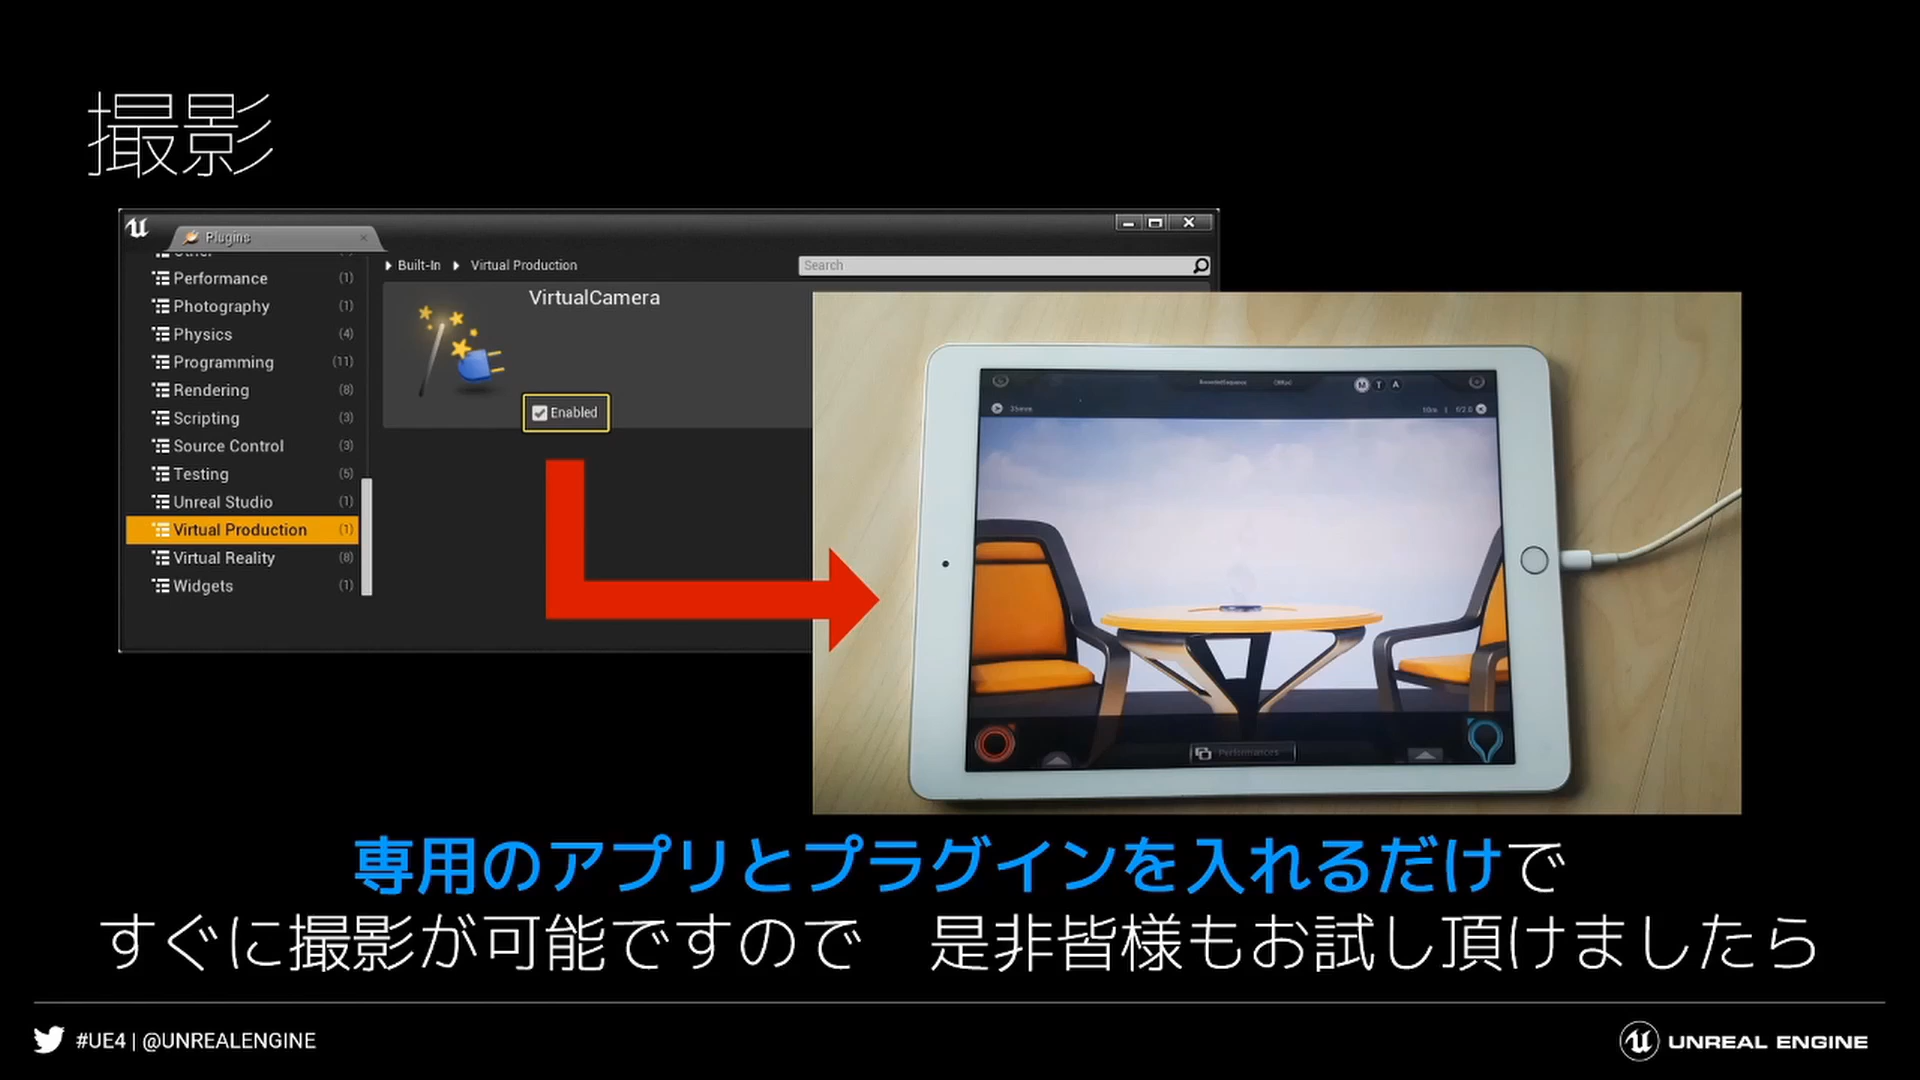 撮影
Plugins
Built-In Virtual Production
Search
Performance (1)
Photography (1)
Physics (4)
Programming (11)
Rendering (8)
Scripting (3)
Source Control (3)
Testing (5)
Unreal Studio (1)
Virtual Production (1)
Virtual Reality (8)
Widgets (1)
VirtualCamera
Enabled
M T A
Performances
専用のアプリとプラグインを入れるだけで
すぐに撮影が可能ですので 是非皆様もお試し頂けましたら
#UE4 | @UNREALENGINE
UNREAL ENGINE